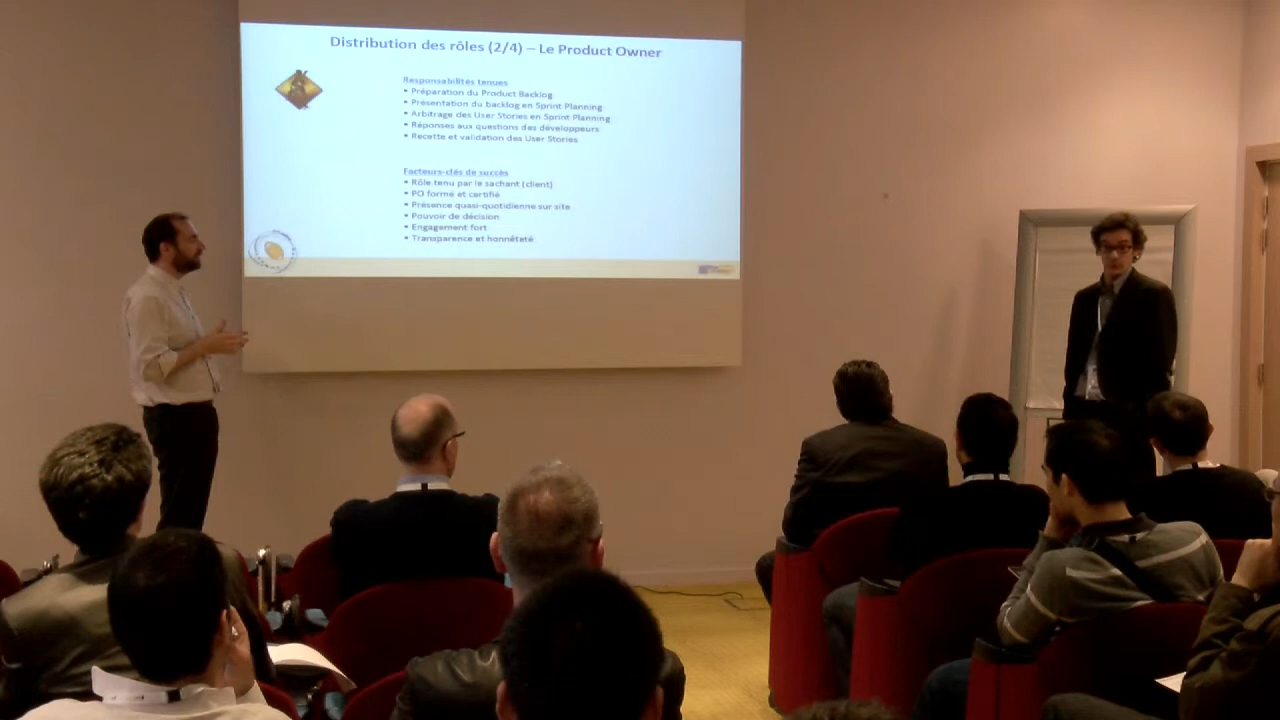 Distribution des rôles (2/4) – Le Product Owner
Responsabilités tenues
▪ Préparation du Product Backlog
▪ Présentation du backlog en Sprint Planning
▪ Arbitrage des User Stories en Sprint Planning
▪ Réponses aux questions des développeurs
▪ Recette et validation des User Stories
Facteurs-clés de succès
▪ Rôle tenu par le sachant (client)
▪ PO formé et certifié
▪ Présence quasi-quotidienne sur site
▪ Pouvoir de décision
▪ Engagement fort
▪ Transparence et honnêteté